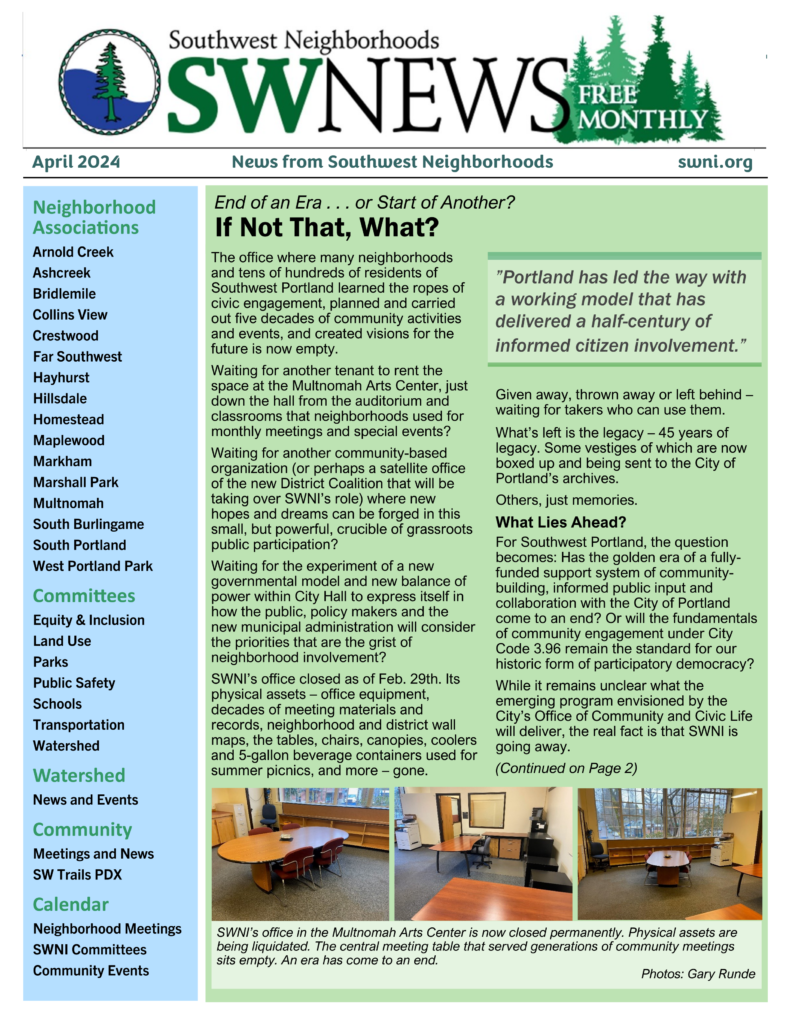 Southwest Neighborhoods
SWNEWS
FREE
MONTHLY
April 2024
News from Southwest Neighborhoods
swni.org
Neighborhood
Associations
Arnold Creek
Ashcreek
Bridlemile
Collins View
Crestwood
Far Southwest
Hayhurst
Hillsdale
Homestead
Maplewood
Markham
Marshall Park
Multnomah
South Burlingame
South Portland
West Portland Park
Committees
Equity & Inclusion
Land Use
Parks
Public Safety
Schools
Transportation
Watershed
Watershed
News and Events
Community
Meetings and News
SW Trails PDX
Calendar
Neighborhood Meetings
SWNI Committees
Community Events
End of an Era . . . or Start of Another?
If Not That, What?
The office where many neighborhoods
and tens of hundreds of residents of
Southwest Portland learned the ropes of
civic engagement, planned and carried
out five decades of community activities
and events, and created visions for the
future is now empty.
Waiting for another tenant to rent the
space at the Multnomah Arts Center, just
down the hall from the auditorium and
classrooms that neighborhoods used for
monthly meetings and special events?
Waiting for another community-based
organization (or perhaps a satellite office
of the new District Coalition that will be
taking over SWNI's role) where new
hopes and dreams can be forged in this
small, but powerful, crucible of grassroots
public participation?
Waiting for the experiment of a new
governmental model and new balance of
power within City Hall to express itself in
how the public, policy makers and the
new municipal administration will consider
the priorities that are the grist of
neighborhood involvement?
SWNI's office closed as of Feb. 29th. Its
physical assets – office equipment,
decades of meeting materials and
records, neighborhood and district wall
maps, the tables, chairs, canopies, coolers
and 5-gallon beverage containers used for
summer picnics, and more – gone.
"Portland has led the way with
a working model that has
delivered a half-century of
informed citizen involvement."
Given away, thrown away or left behind –
waiting for takers who can use them.
What's left is the legacy – 45 years of
legacy. Some vestiges of which are now
boxed up and being sent to the City of
Portland's archives.
Others, just memories.
What Lies Ahead?
For Southwest Portland, the question
becomes: Has the golden era of a fully-
funded support system of community-
building, informed public input and
collaboration with the City of Portland
come to an end? Or will the fundamentals
of community engagement under City
Code 3.96 remain the standard for our
historic form of participatory democracy?
While it remains unclear what the
emerging program envisioned by the
City's Office of Community and Civic Life
will deliver, the real fact is that SWNI is
going away.
(Continued on Page 2)
SWNI's office in the Multnomah Arts Center is now closed permanently. Physical assets are
being liquidated. The central meeting table that served generations of community meetings
sits empty. An era has come to an end.
Photos: Gary Runde